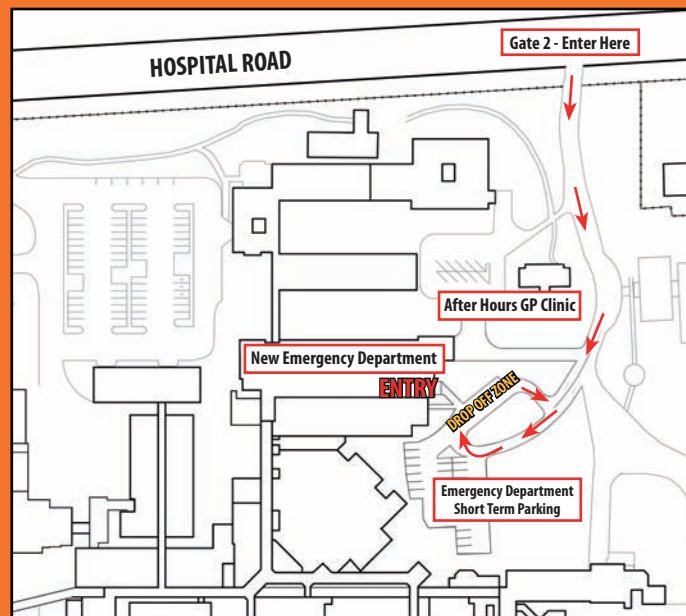 Gate 2 - Enter Here
HOSPITAL ROAD
After Hours GP Clinic
New Emergency Department
ENTRY
DROP OFF ZONE
Emergency Department
Short Term Parking